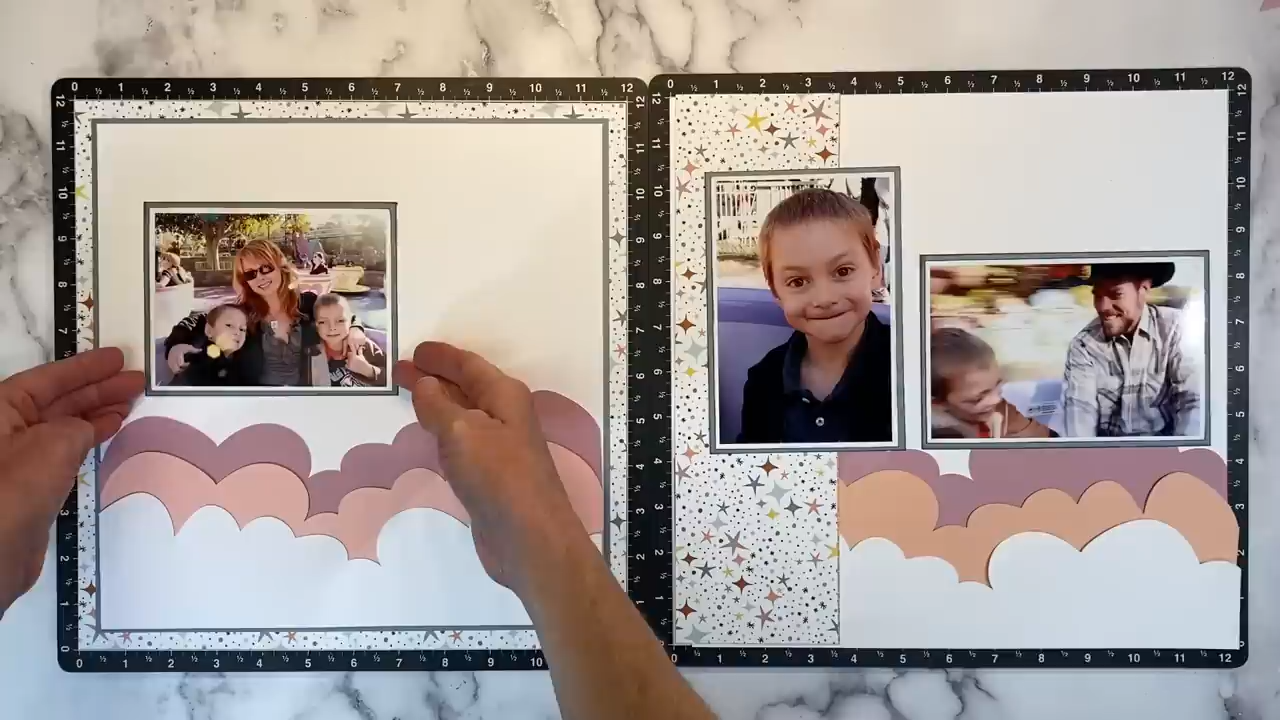 0 1 2 3 4 5 6 7 8 9 10 11 12
12 11 10 9 8 7 6 5 4 3 2 1
0 1 2 3 4 5 6 7 8 9 10
0 1 2 3 4 5 6 7 8 9 10 11 12
12 11 10 9 8 7 6 5 4 3 2 1 0
0 1 2 3 4 5 6 7 8 9 10 11 12